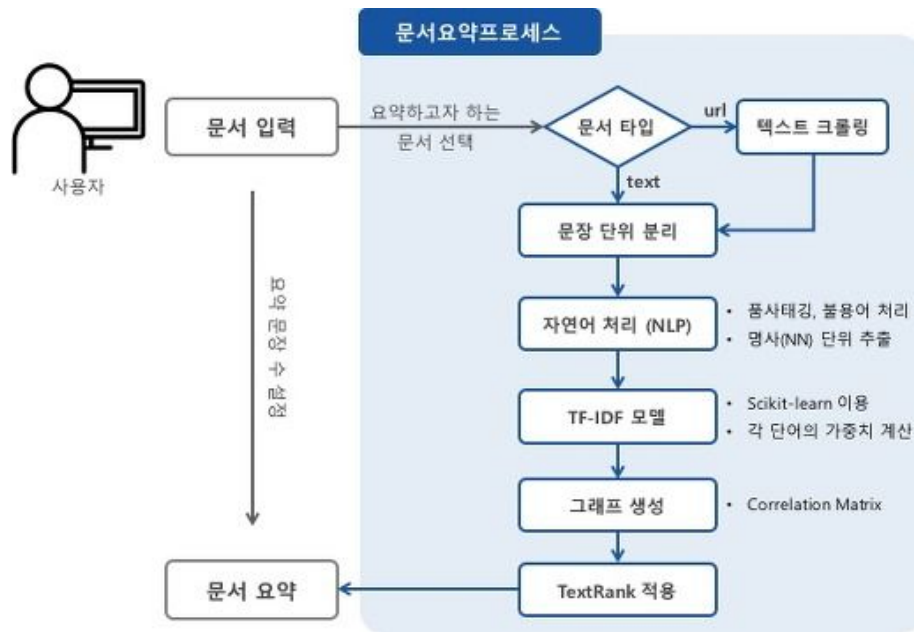 문서요약프로세스
사용자
문서 입력
요약하고자 하는
문서 선택
문서 타입
url
텍스트 크롤링
text
문장 단위 분리
요약 문장 수 설정
자연어 처리 (NLP)
• 품사태깅, 불용어 처리
• 명사(NN) 단위 추출
TF-IDF 모델
• Scikit-learn 이용
• 각 단어의 가중치 계산
그래프 생성
• Correlation Matrix
TextRank 적용
문서 요약